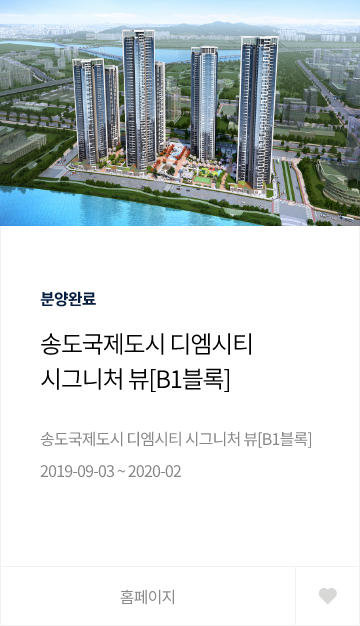 분양완료
송도국제도시 디엠시티
시그니처 뷰[B1블록]
송도국제도시 디엠시티 시그니처 뷰[B1블록]
2019-09-03 ~ 2020-02
홈페이지